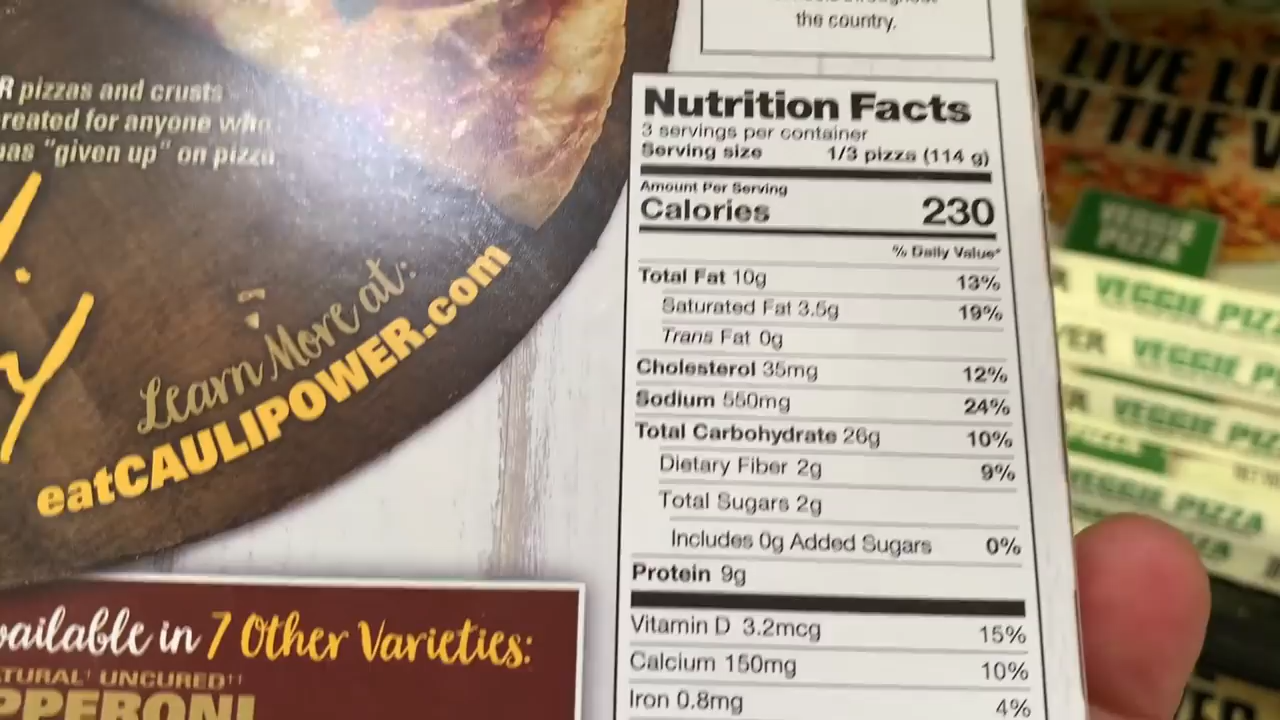 the country.
R pizzas and crusts
reated for anyone who
has "given up" on pizza
Learn More at:
eatCAULIPOWER.com
vailable in 7 Other Varieties:
TURAL† UNCURED††
PPERONI
Nutrition Facts
3 servings per container
Serving size 1/3 pizza (114 g)
Amount Per Serving
Calories 230
% Daily Value*
Total Fat 10g 13%
Saturated Fat 3.5g 19%
Trans Fat 0g
Cholesterol 35mg 12%
Sodium 550mg 24%
Total Carbohydrate 26g 10%
Dietary Fiber 2g 9%
Total Sugars 2g
Includes 0g Added Sugars 0%
Protein 9g
Vitamin D 3.2mcg 15%
Calcium 150mg 10%
Iron 0.8mg 4%
LIVE LI
N THE V
VEGGIE
PIZZA
VEGGIE PIZ
ER VEGGIE P
VEGGIE PIZ
VEGGIE PIZZA